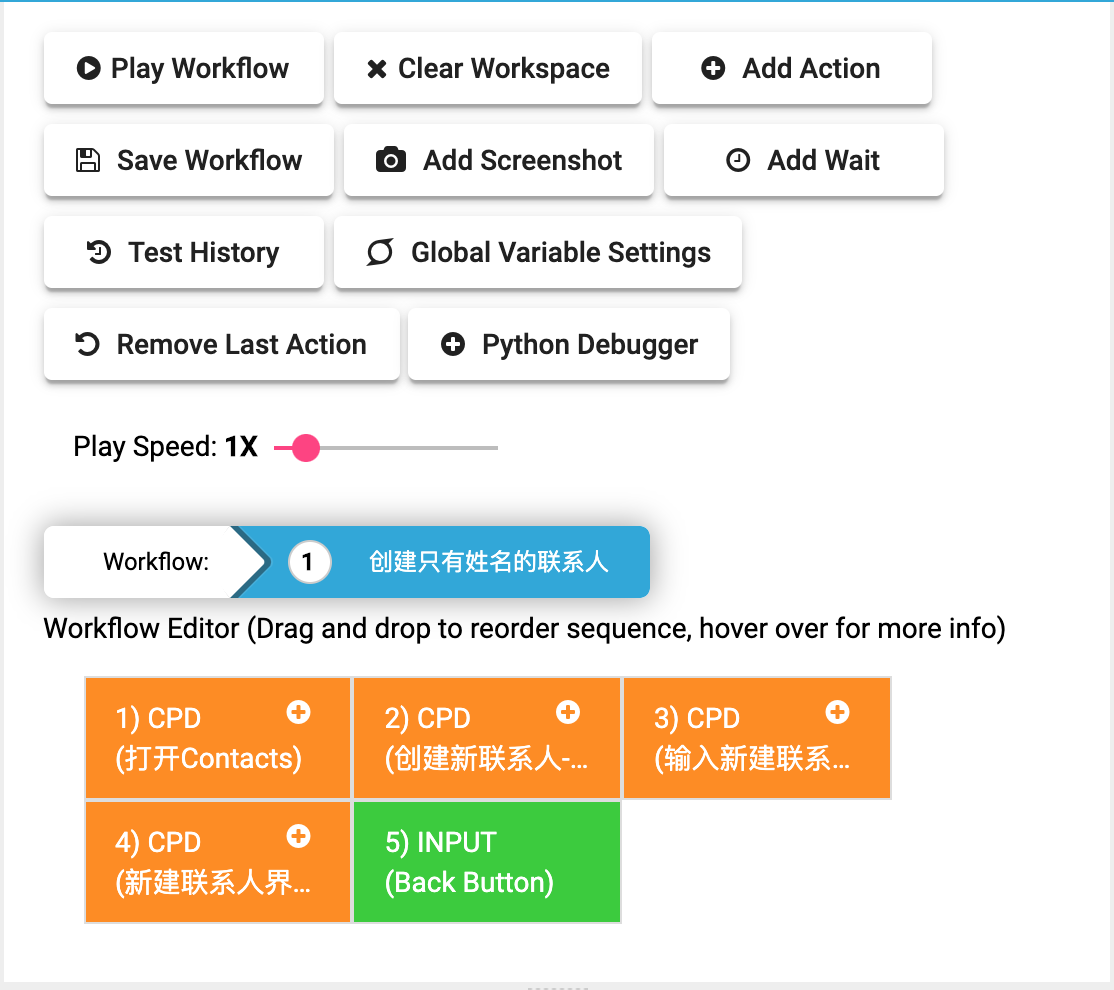 Play Workflow
Clear Workspace
Add Action
Save Workflow
Add Screenshot
Add Wait
Test History
Global Variable Settings
Remove Last Action
Python Debugger
Play Speed: 1X
Workflow:
1
创建只有姓名的联系人
Workflow Editor (Drag and drop to reorder sequence, hover over for more info)
1) CPD
(打开Contacts)
2) CPD
(创建新联系人-...
3) CPD
(输入新建联系...
4) CPD
(新建联系人界...
5) INPUT
(Back Button)